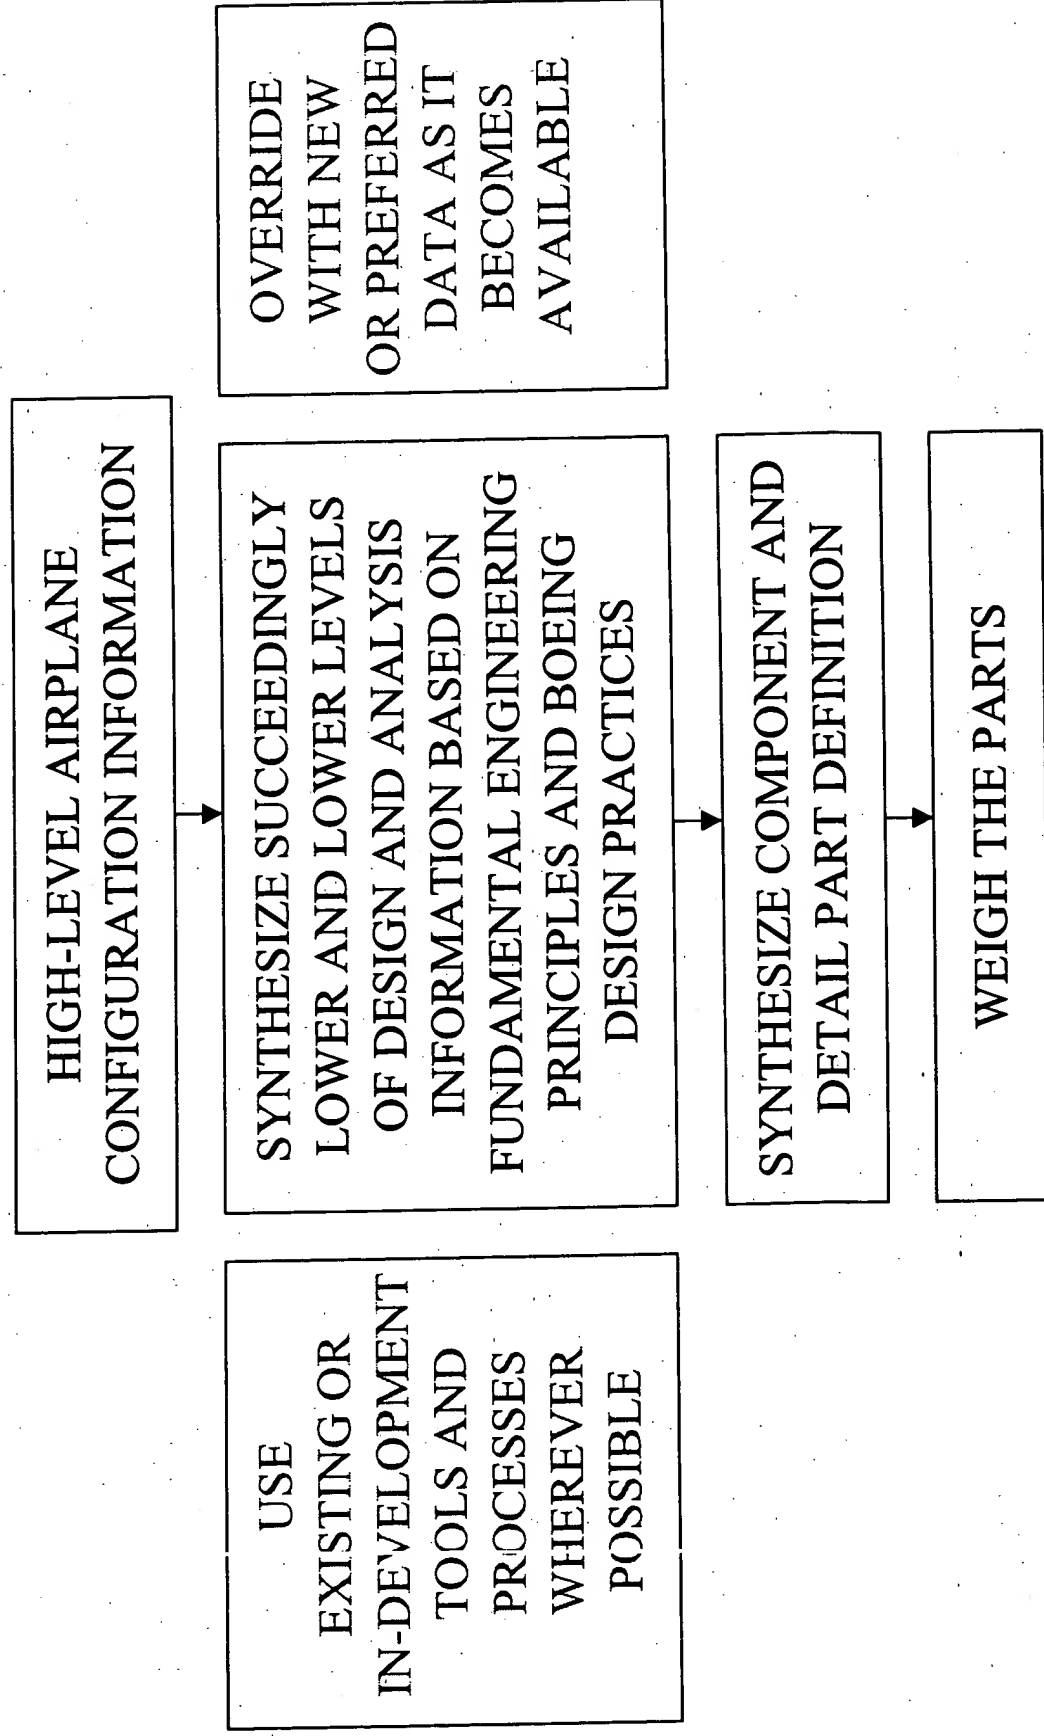 HIGH-LEVEL AIRPLANE
CONFIGURATION INFORMATION
USE
EXISTING OR
IN-DEVELOPMENT
TOOLS AND
PROCESSES
WHEREVER
POSSIBLE
SYNTHESIZE SUCCEEDINGLY
LOWER AND LOWER LEVELS
OF DESIGN AND ANALYSIS
INFORMATION BASED ON
FUNDAMENTAL ENGINEERING
PRINCIPLES AND BOEING
DESIGN PRACTICES
OVERRIDE
WITH NEW
OR PREFERRED
DATA AS IT
BECOMES
AVAILABLE
SYNTHESIZE COMPONENT AND
DETAIL PART DEFINITION
WEIGH THE PARTS